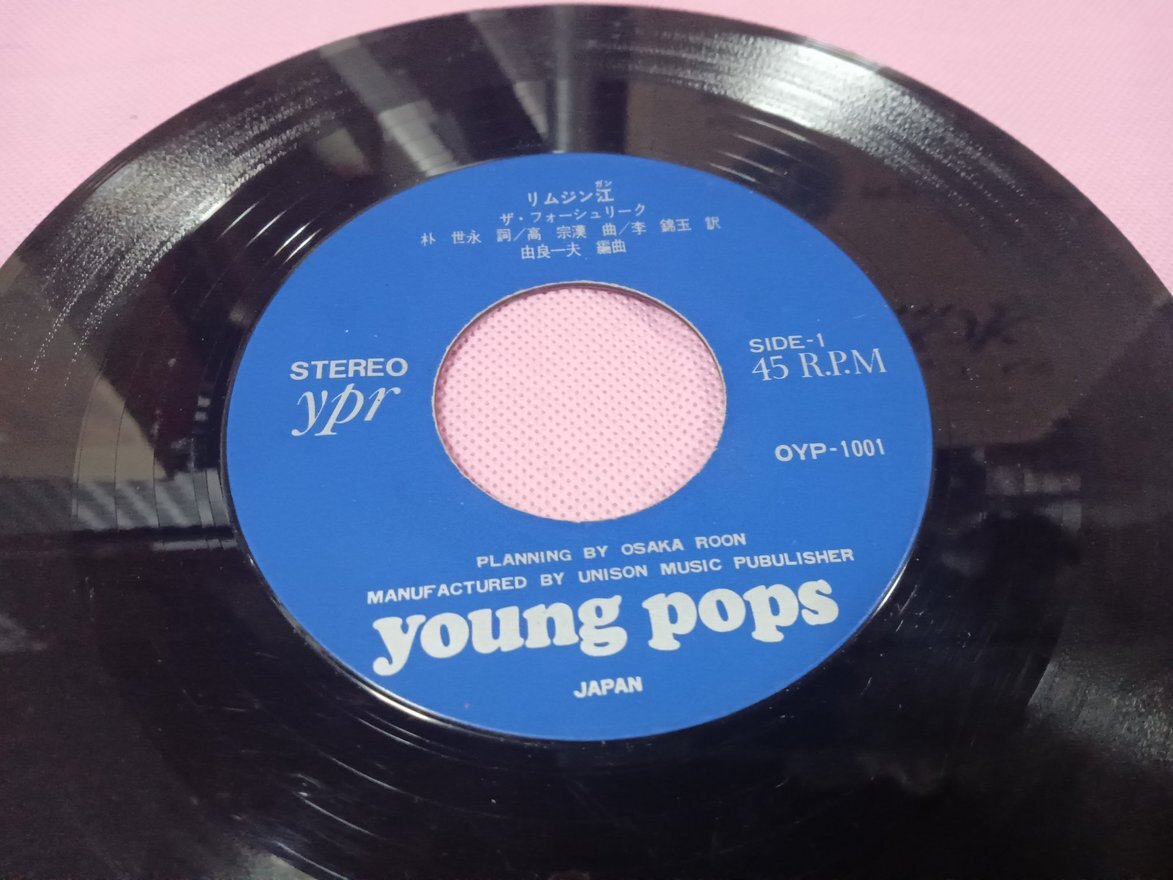 リムジン江
ガン
ザ・フォーシュリーク
朴 世永 詞/高 宗漢 曲/李 錦玉 訳
由良一夫 編曲
STEREO
ypr
SIDE-1
45 R.P.M
OYP-1001
PLANNING BY OSAKA ROON
MANUFACTURED BY UNISON MUSIC PUBULISHER
young pops
JAPAN